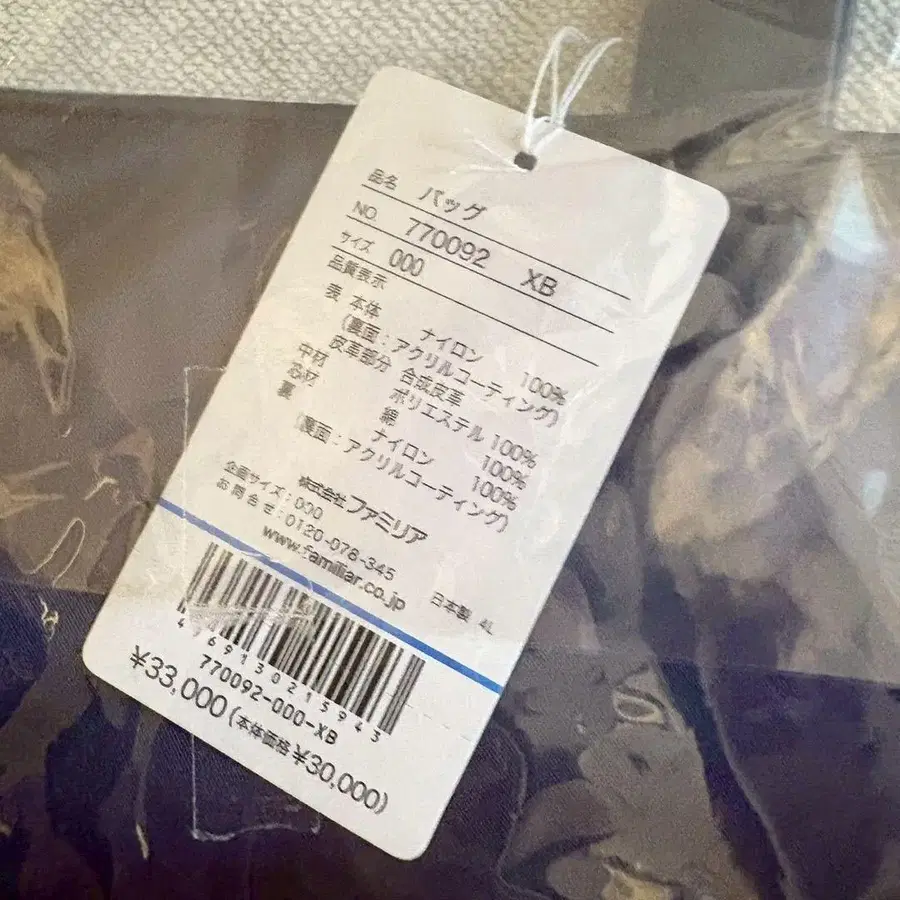 品名 バッグ
NO. 770092 XB
サイズ 000
品質表示
表 本体 ナイロン 100%
(裏面:アクリルコーティング)
皮革部分 合成皮革
中材 ポリエステル 100%
芯材 綿 100%
裏 ナイロン 100%
(裏面:アクリルコーティング)
株式会社 ファミリア
企画サイズ:000
お問合せ:0120-078-345
www.familiar.co.jp 日本製 4L
770092-000-XB
¥33,000(本体価格 ¥30,000)